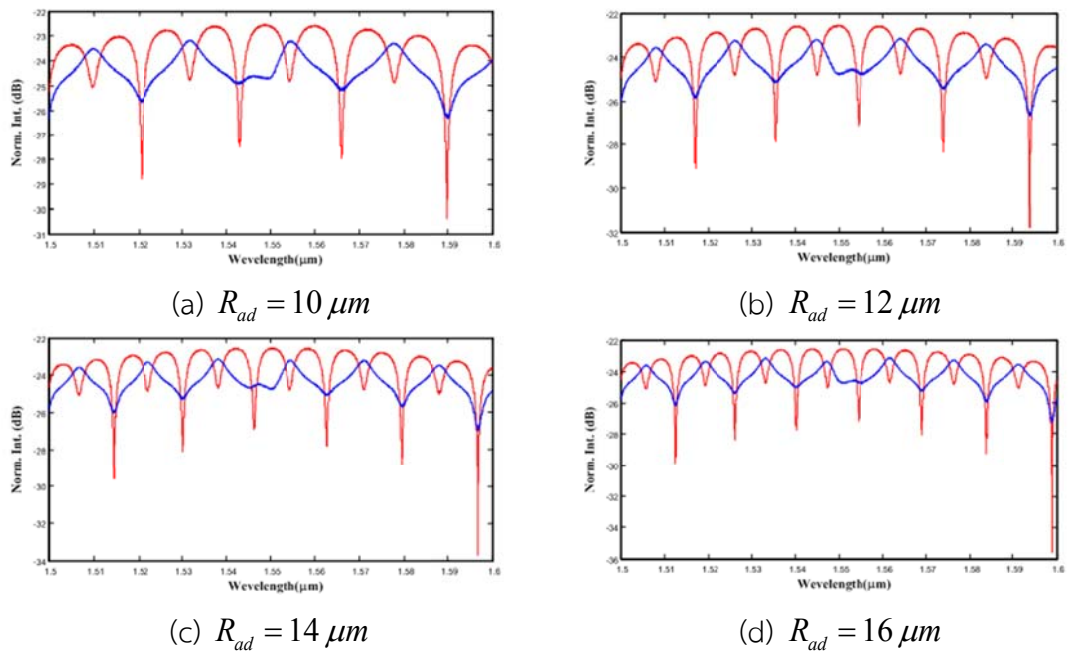 -22
-23
-24
-25
-26
-27
-28
-29
-30
-31
Norm. Int. (dB)
1.5 1.51 1.52 1.53 1.54 1.55 1.56 1.57 1.58 1.59 1.6
Wevelength(μm)
(a) R_ad = 10 μm
-22
-24
-26
-28
-30
-32
Norm. Int. (dB)
1.5 1.51 1.52 1.53 1.54 1.55 1.56 1.57 1.58 1.59 1.6
Wevelength(μm)
(b) R_ad = 12 μm
-22
-24
-26
-28
-30
-32
-34
Norm. Int. (dB)
1.5 1.51 1.52 1.53 1.54 1.55 1.56 1.57 1.58 1.59 1.6
Wevelength(μm)
(c) R_ad = 14 μm
-22
-24
-26
-28
-30
-32
-34
-36
Norm. Int. (dB)
1.5 1.51 1.52 1.53 1.54 1.55 1.56 1.57 1.58 1.59 1.6
Wevelength(μm)
(d) R_ad = 16 μm